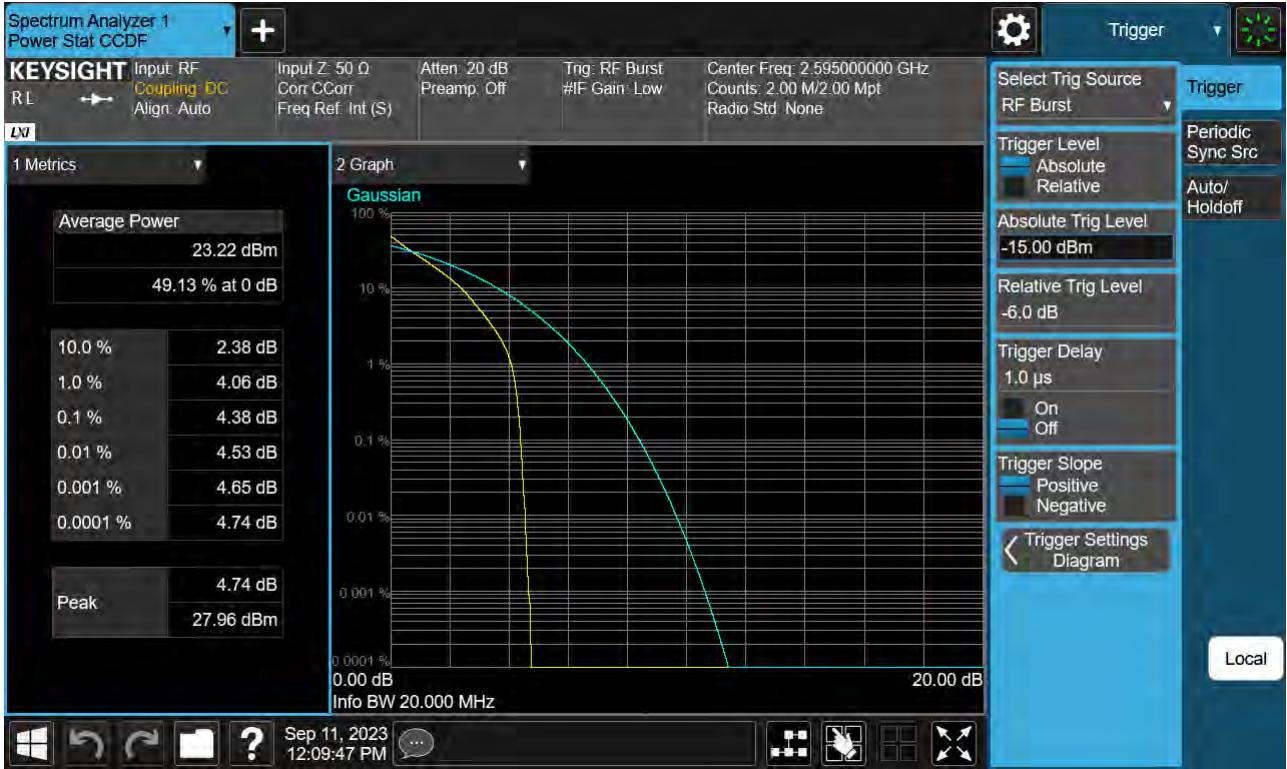 Spectrum Analyzer 1
Power Stat CCDF
+
Trigger
KEYSIGHT
RL
LXI
Input: RF
Coupling: DC
Align: Auto
Input Z: 50 Ω
Corr CCorr
Freq Ref: Int (S)
Atten: 20 dB
Preamp: Off
Trig: RF Burst
#IF Gain: Low
Center Freq: 2.595000000 GHz
Counts: 2.00 M/2.00 Mpt
Radio Std: None
1 Metrics
Average Power
23.22 dBm
49.13 % at 0 dB
10.0 % 2.38 dB
1.0 % 4.06 dB
0.1 % 4.38 dB
0.01 % 4.53 dB
0.001 % 4.65 dB
0.0001 % 4.74 dB
Peak
4.74 dB
27.96 dBm
2 Graph
Gaussian
100 %
10 %
1 %
0.1 %
0.01 %
0.001 %
0.0001 %
0.00 dB 20.00 dB
Info BW 20.000 MHz
Select Trig Source
RF Burst
Trigger Level
Absolute
Relative
Absolute Trig Level
-15.00 dBm
Relative Trig Level
-6.0 dB
Trigger Delay
1.0 µs
On
Off
Trigger Slope
Positive
Negative
Trigger Settings
Diagram
Trigger
Periodic
Sync Src
Auto/
Holdoff
Local
?
Sep 11, 2023
12:09:47 PM